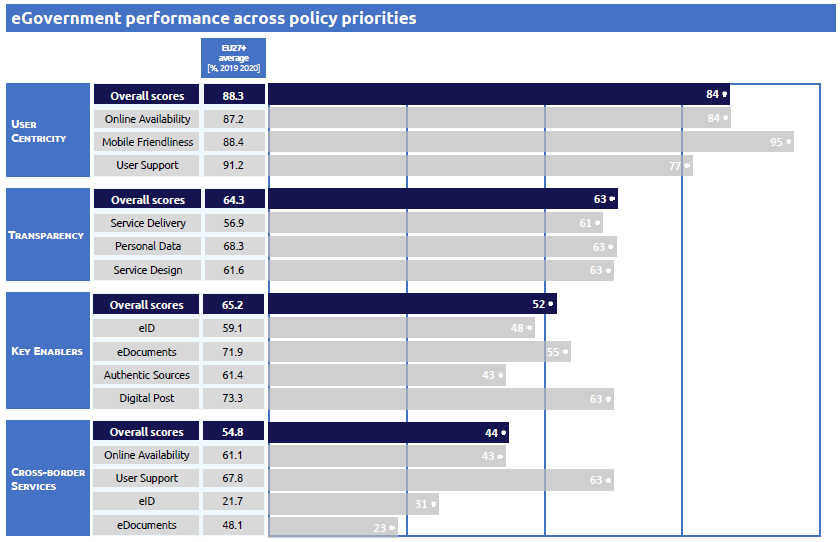 eGovernment performance across policy priorities
EU27+
average
[%, 2019 2020]
USER
CENTRICITY
Overall scores 88.3 84
Online Availability 87.2 84
Mobile Friendliness 88.4 95
User Support 91.2 77
TRANSPARENCY
Overall scores 64.3 63
Service Delivery 56.9 61
Personal Data 68.3 63
Service Design 61.6 63
KEY ENABLERS
Overall scores 65.2 52
eID 59.1 48
eDocuments 71.9 55
Authentic Sources 61.4 43
Digital Post 73.3 63
CROSS-BORDER
SERVICES
Overall scores 54.8 44
Online Availability 61.1 43
User Support 67.8 63
eID 21.7 31
eDocuments 48.1 23